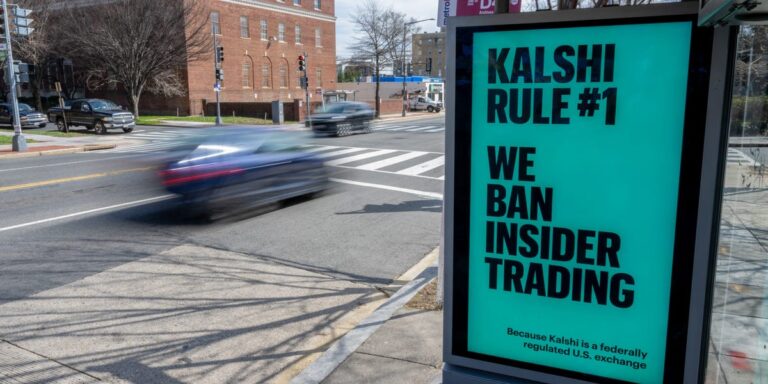 KALSHI
RULE #1
WE
BAN
INSIDER
TRADING
Because Kalshi is a federally
regulated U.S. exchange